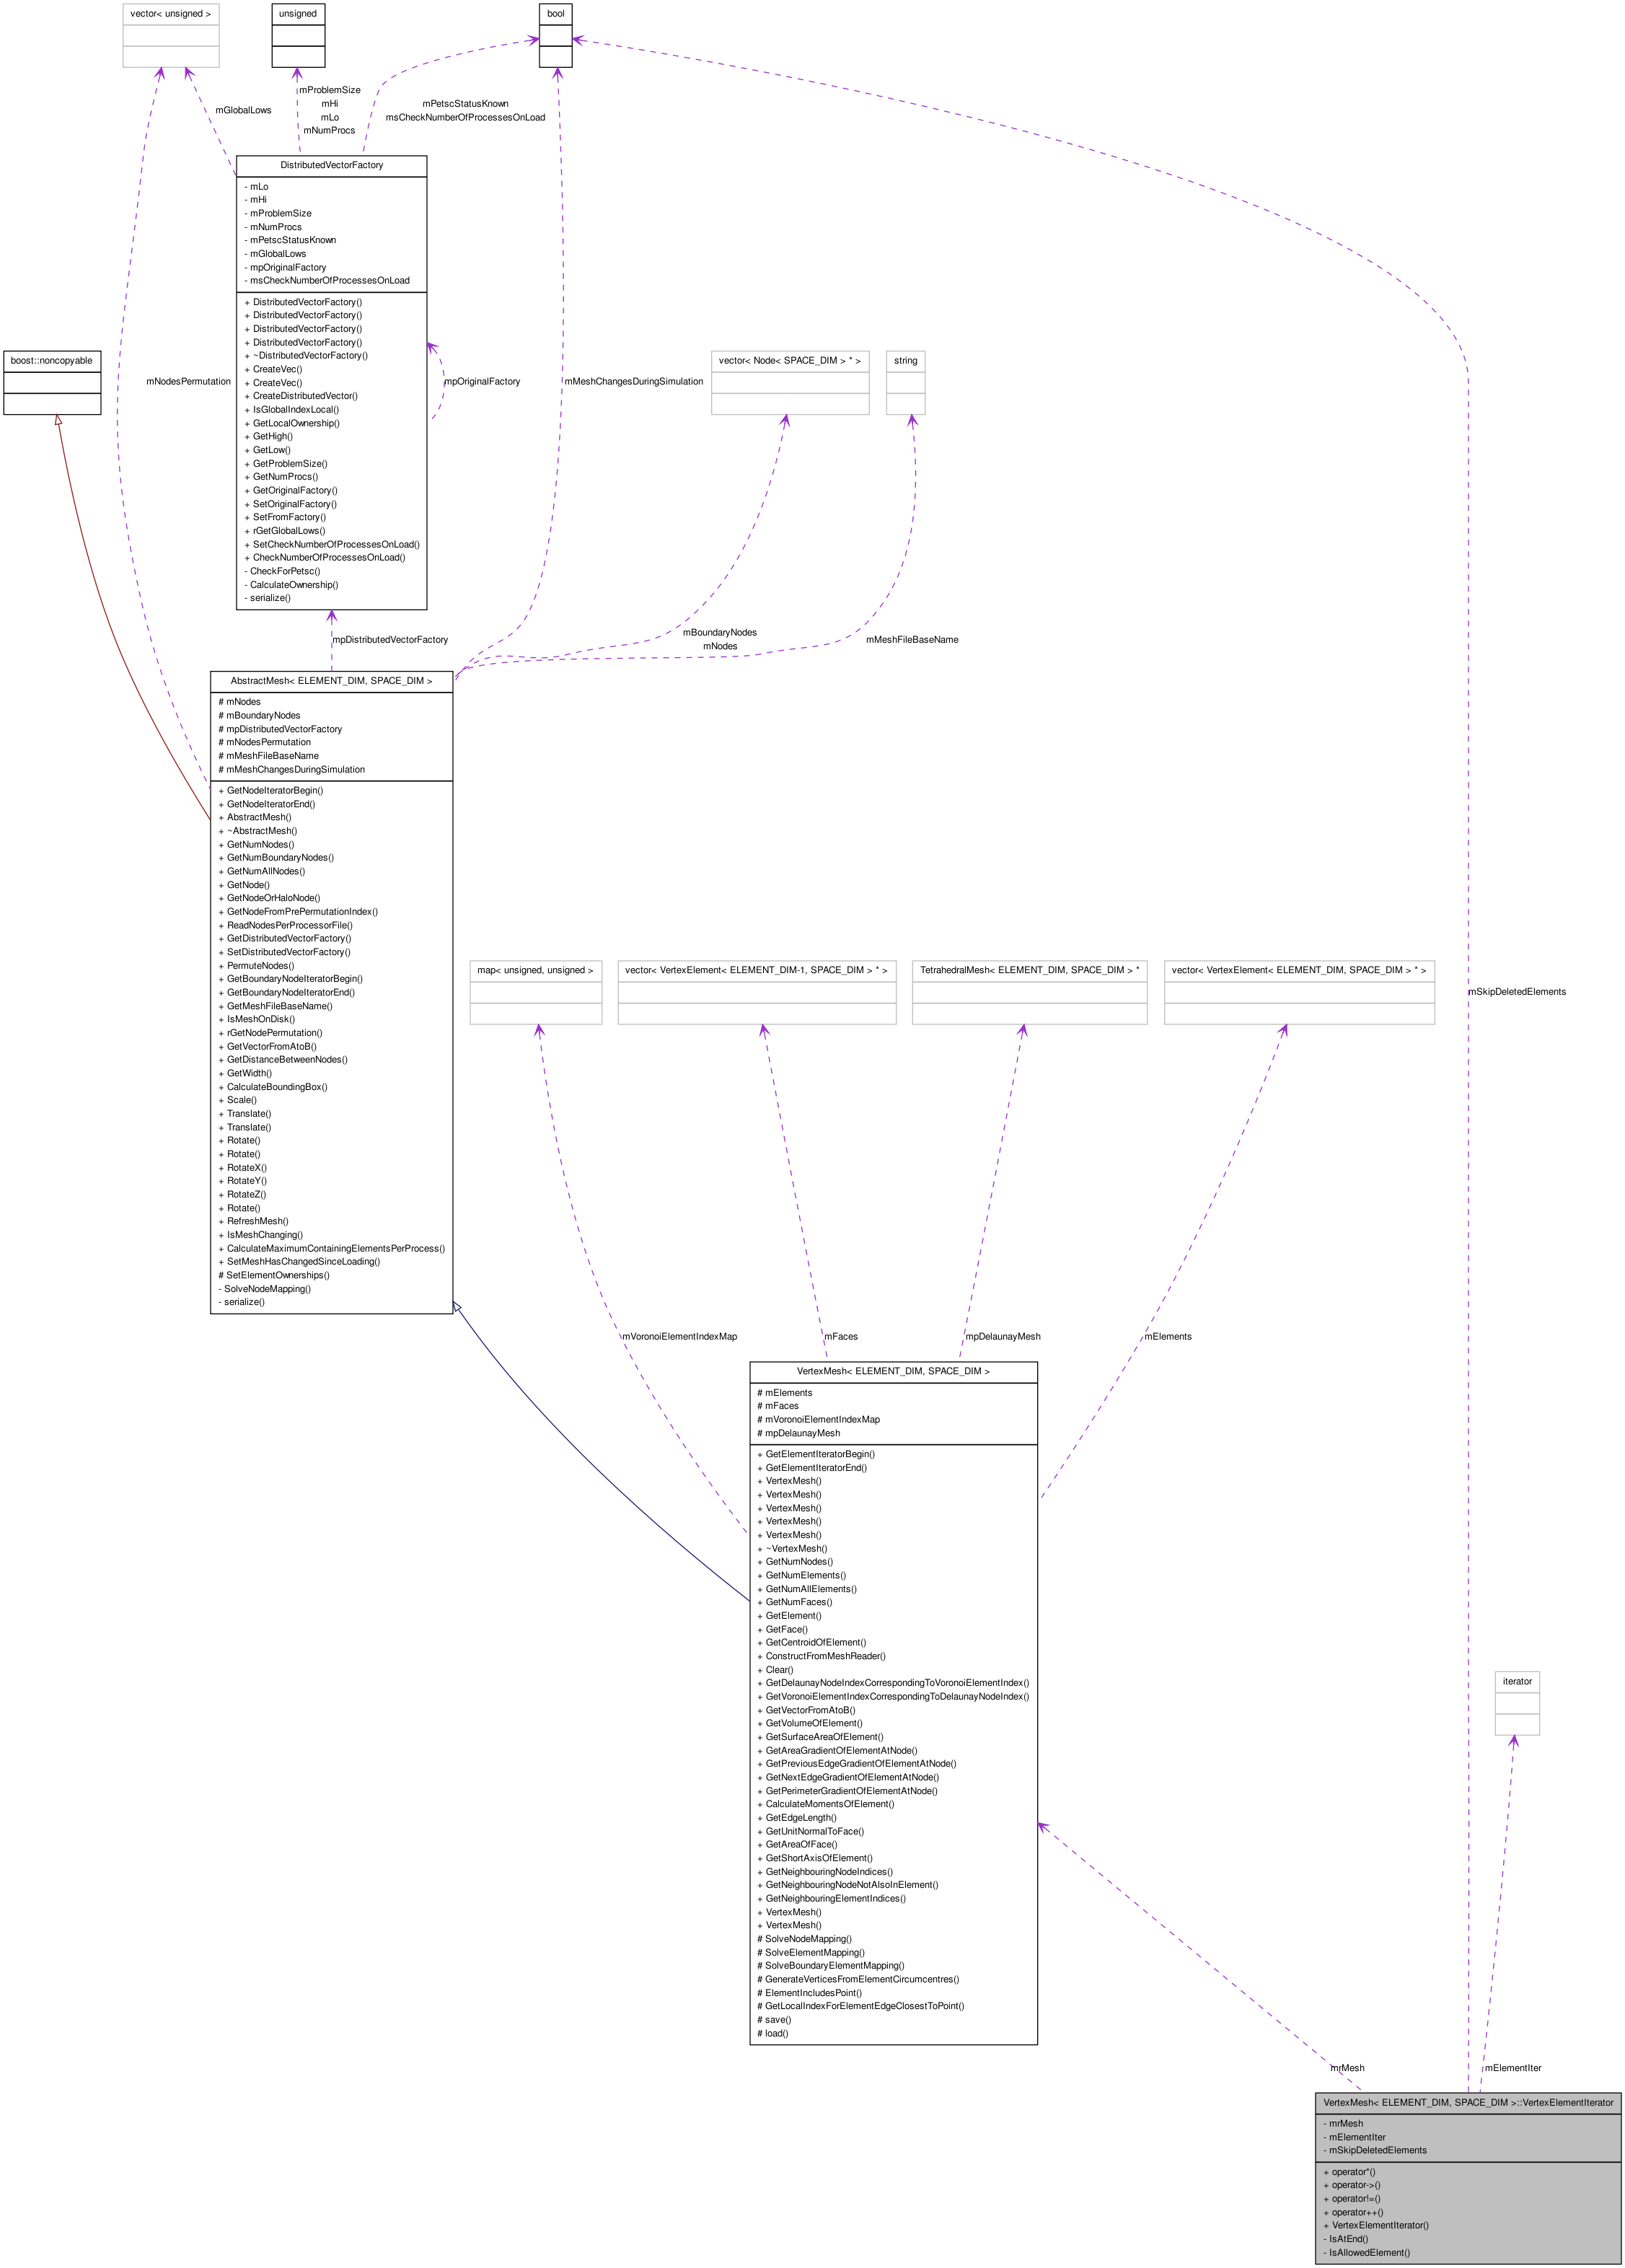 vector< unsigned >
unsigned
bool
mGlobalLows
mProblemSize
mHi
mLo
mNumProcs
mPetscStatusKnown
msCheckNumberOfProcessesOnLoad
DistributedVectorFactory
- mLo
- mHi
- mProblemSize
- mNumProcs
- mPetscStatusKnown
- mGlobalLows
- mpOriginalFactory
- msCheckNumberOfProcessesOnLoad
+ DistributedVectorFactory()
+ DistributedVectorFactory()
+ DistributedVectorFactory()
+ DistributedVectorFactory()
+ ~DistributedVectorFactory()
+ CreateVec()
+ CreateVec()
+ CreateDistributedVector()
+ IsGlobalIndexLocal()
+ GetLocalOwnership()
+ GetHigh()
+ GetLow()
+ GetProblemSize()
+ GetNumProcs()
+ GetOriginalFactory()
+ SetOriginalFactory()
+ SetFromFactory()
+ rGetGlobalLows()
+ SetCheckNumberOfProcessesOnLoad()
+ CheckNumberOfProcessesOnLoad()
- CheckForPetsc()
- CalculateOwnership()
- serialize()
boost::noncopyable
mNodesPermutation
mpOriginalFactory
mMeshChangesDuringSimulation
vector< Node< SPACE_DIM > * >
string
mpDistributedVectorFactory
mBoundaryNodes
mNodes
mMeshFileBaseName
AbstractMesh< ELEMENT_DIM, SPACE_DIM >
# mNodes
# mBoundaryNodes
# mpDistributedVectorFactory
# mNodesPermutation
# mMeshFileBaseName
# mMeshChangesDuringSimulation
+ GetNodeIteratorBegin()
+ GetNodeIteratorEnd()
+ AbstractMesh()
+ ~AbstractMesh()
+ GetNumNodes()
+ GetNumBoundaryNodes()
+ GetNumAllNodes()
+ GetNode()
+ GetNodeOrHaloNode()
+ GetNodeFromPrePermutationIndex()
+ ReadNodesPerProcessorFile()
+ GetDistributedVectorFactory()
+ SetDistributedVectorFactory()
+ PermuteNodes()
+ GetBoundaryNodeIteratorBegin()
+ GetBoundaryNodeIteratorEnd()
+ GetMeshFileBaseName()
+ IsMeshOnDisk()
+ rGetNodePermutation()
+ GetVectorFromAtoB()
+ GetDistanceBetweenNodes()
+ GetWidth()
+ CalculateBoundingBox()
+ Scale()
+ Translate()
+ Translate()
+ Rotate()
+ Rotate()
+ RotateX()
+ RotateY()
+ RotateZ()
+ Rotate()
+ RefreshMesh()
+ IsMeshChanging()
+ CalculateMaximumContainingElementsPerProcess()
+ SetMeshHasChangedSinceLoading()
# SetElementOwnerships()
- SolveNodeMapping()
- serialize()
map< unsigned, unsigned >
vector< VertexElement< ELEMENT_DIM-1, SPACE_DIM > * >
TetrahedralMesh< ELEMENT_DIM, SPACE_DIM > *
vector< VertexElement< ELEMENT_DIM, SPACE_DIM > * >
mSkipDeletedElements
mVoronoiElementIndexMap
mFaces
mpDelaunayMesh
mElements
VertexMesh< ELEMENT_DIM, SPACE_DIM >
# mElements
# mFaces
# mVoronoiElementIndexMap
# mpDelaunayMesh
+ GetElementIteratorBegin()
+ GetElementIteratorEnd()
+ VertexMesh()
+ VertexMesh()
+ VertexMesh()
+ VertexMesh()
+ VertexMesh()
+ ~VertexMesh()
+ GetNumNodes()
+ GetNumElements()
+ GetNumAllElements()
+ GetNumFaces()
+ GetElement()
+ GetFace()
+ GetCentroidOfElement()
+ ConstructFromMeshReader()
+ Clear()
+ GetDelaunayNodeIndexCorrespondingToVoronoiElementIndex()
+ GetVoronoiElementIndexCorrespondingToDelaunayNodeIndex()
+ GetVectorFromAtoB()
+ GetVolumeOfElement()
+ GetSurfaceAreaOfElement()
+ GetAreaGradientOfElementAtNode()
+ GetPreviousEdgeGradientOfElementAtNode()
+ GetNextEdgeGradientOfElementAtNode()
+ GetPerimeterGradientOfElementAtNode()
+ CalculateMomentsOfElement()
+ GetEdgeLength()
+ GetUnitNormalToFace()
+ GetAreaOfFace()
+ GetShortAxisOfElement()
+ GetNeighbouringNodeIndices()
+ GetNeighbouringNodeNotAlsoInElement()
+ GetNeighbouringElementIndices()
+ VertexMesh()
+ VertexMesh()
# SolveNodeMapping()
# SolveElementMapping()
# SolveBoundaryElementMapping()
# GenerateVerticesFromElementCircumcentres()
# ElementIncludesPoint()
# GetLocalIndexForElementEdgeClosestToPoint()
# save()
# load()
iterator
mrMesh
mElementIter
VertexMesh< ELEMENT_DIM, SPACE_DIM >::VertexElementIterator
- mrMesh
- mElementIter
- mSkipDeletedElements
+ operator*()
+ operator->()
+ operator!=()
+ operator++()
+ VertexElementIterator()
- IsAtEnd()
- IsAllowedElement()